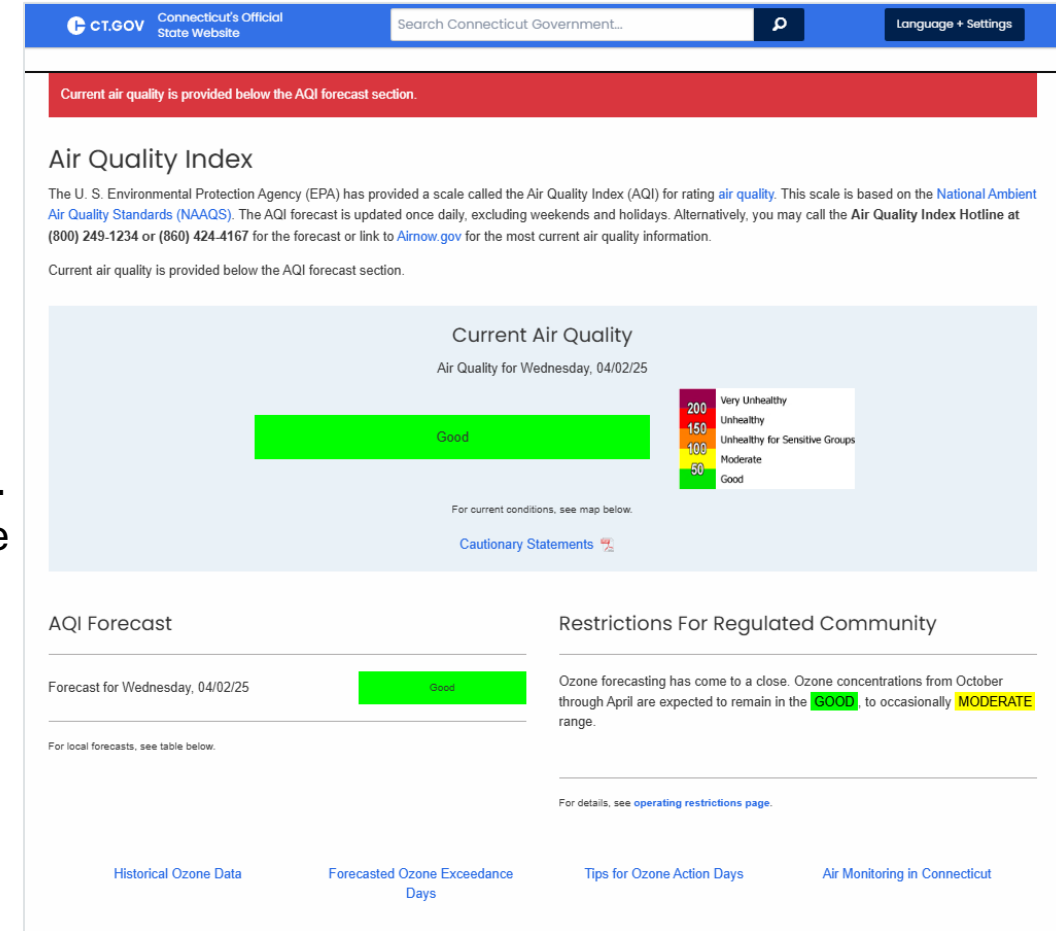 CT.GOV
Connecticut's Official
State Website
Search Connecticut Government...
Language + Settings
Current air quality is provided below the AQI forecast section.
Air Quality Index
The U. S. Environmental Protection Agency (EPA) has provided a scale called the Air Quality Index (AQI) for rating air quality. This scale is based on the National Ambient
Air Quality Standards (NAAQS). The AQI forecast is updated once daily, excluding weekends and holidays. Alternatively, you may call the Air Quality Index Hotline at
(800) 249-1234 or (860) 424-4167 for the forecast or link to Airnow.gov for the most current air quality information.
Current air quality is provided below the AQI forecast section.
Current Air Quality
Air Quality for Wednesday, 04/02/25
Good
Very Unhealthy
200
Unhealthy
150
Unhealthy for Sensitive Groups
100
Moderate
50
Good
For current conditions, see map below.
Cautionary Statements
AQI Forecast
Forecast for Wednesday, 04/02/25
Good
For local forecasts, see table below.
Restrictions For Regulated Community
Ozone forecasting has come to a close. Ozone concentrations from October
through April are expected to remain in the GOOD, to occasionally MODERATE
range.
For details, see operating restrictions page.
Historical Ozone Data
Forecasted Ozone Exceedance
Days
Tips for Ozone Action Days
Air Monitoring in Connecticut